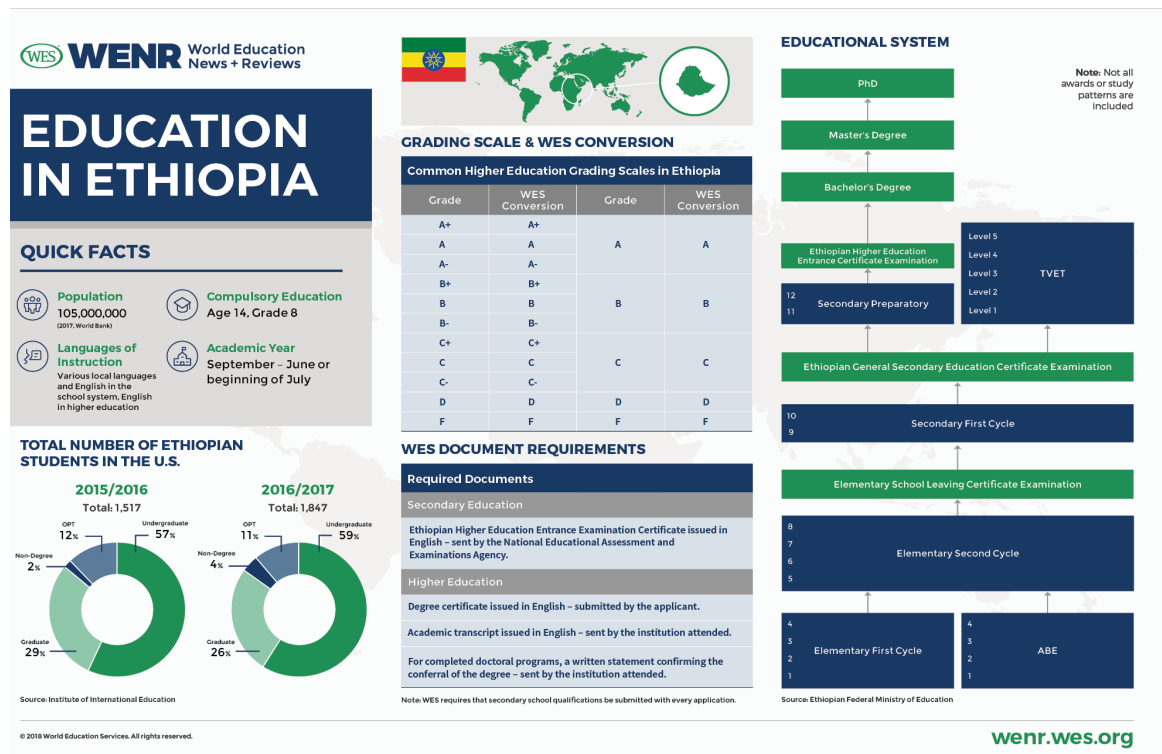 WES
WENR
World Education
News + Reviews
EDUCATION
IN ETHIOPIA
QUICK FACTS
Population
105,000,000
(2017, World Bank)
Compulsory Education
Age 14, Grade 8
Languages of
Instruction
Various local languages
and English in the
school system, English
in higher education
Academic Year
September – June or
beginning of July
TOTAL NUMBER OF ETHIOPIAN
STUDENTS IN THE U.S.
2015/2016
Total: 1,517
OPT
12%
Undergraduate
57%
Non-Degree
2%
Graduate
29%
2016/2017
Total: 1,847
OPT
11%
Undergraduate
59%
Non-Degree
4%
Graduate
26%
Source: Institute of International Education
GRADING SCALE & WES CONVERSION
Common Higher Education Grading Scales in Ethiopia
Grade WES Conversion Grade WES Conversion
A+ A+
A A A A
A- A-
B+ B+
B B B B
B- B-
C+ C+
C C C C
C- C-
D D D D
F F F F
WES DOCUMENT REQUIREMENTS
Required Documents
Secondary Education
Ethiopian Higher Education Entrance Examination Certificate issued in
English – sent by the National Educational Assessment and
Examinations Agency.
Higher Education
Degree certificate issued in English – submitted by the applicant.
Academic transcript issued in English – sent by the institution attended.
For completed doctoral programs, a written statement confirming the
conferral of the degree – sent by the institution attended.
Note: WES requires that secondary school qualifications be submitted with every application.
EDUCATIONAL SYSTEM
Note: Not all
awards or study
patterns are
included
PhD
Master's Degree
Bachelor's Degree
Ethiopian Higher Education
Entrance Certificate Examination
12
11
Secondary Preparatory
Level 5
Level 4
Level 3
Level 2
Level 1
TVET
Ethiopian General Secondary Education Certificate Examination
10
9
Secondary First Cycle
Elementary School Leaving Certificate Examination
8
7
6
5
Elementary Second Cycle
4
3
2
1
Elementary First Cycle
4
3
2
1
ABE
Source: Ethiopian Federal Ministry of Education
© 2018 World Education Services. All rights reserved.
wenr.wes.org